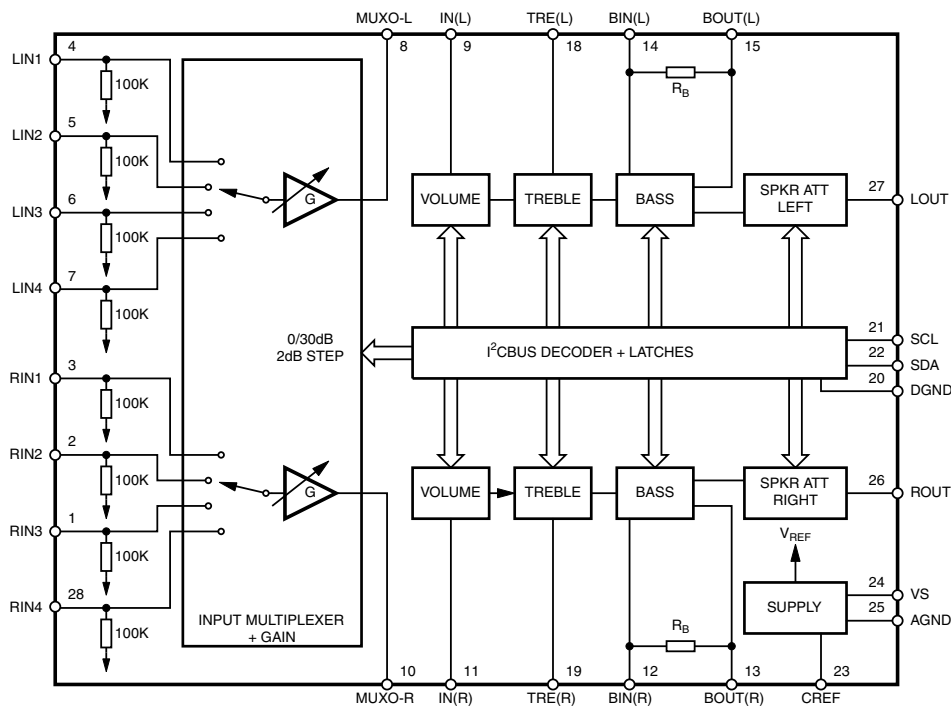 MUXO-L IN(L) TRE(L) BIN(L) BOUT(L)
8 9 18 14 15
LIN1 4
100K
LIN2 5
100K
LIN3 6
100K
LIN4 7
100K
G
R_B
VOLUME TREBLE BASS SPKR ATT LEFT 27 LOUT
0/30dB
2dB STEP
I²CBUS DECODER + LATCHES
21 SCL
22 SDA
20 DGND
RIN1 3
100K
RIN2 2
100K
RIN3 1
100K
RIN4 28
100K
G
VOLUME TREBLE BASS SPKR ATT RIGHT 26 ROUT
V_REF
SUPPLY
24 VS
25 AGND
INPUT MULTIPLEXER
+ GAIN
R_B
10 11 19 12 13 23
MUXO-R IN(R) TRE(R) BIN(R) BOUT(R) CREF